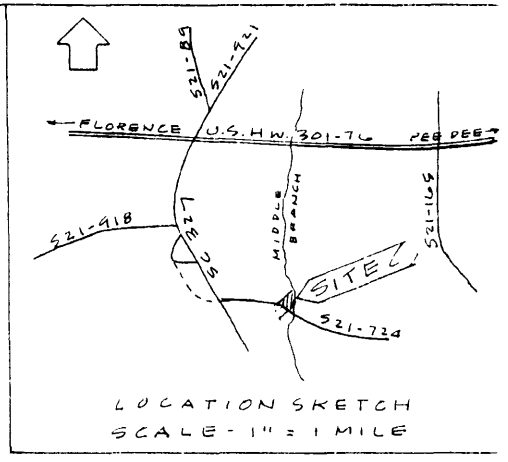 S21-89
S21-921
FLORENCE U.S. HW. 301-76 PEE DEE
MIDDLE
BRANCH
S21-165
S21-918
SC 327
SITE
S21-724
LOCATION SKETCH
SCALE - 1" = 1 MILE